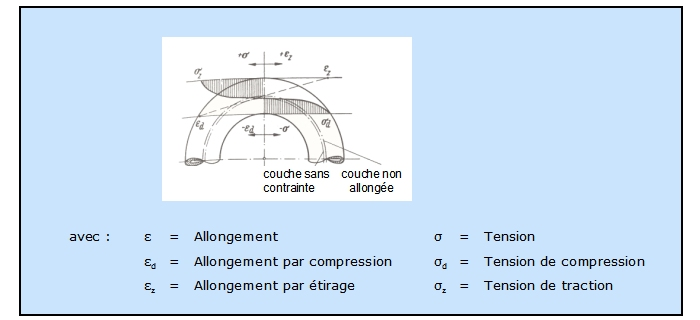 +σ +εz
σz εz
εd σd
-εd -σ
couche sans couche non
contrainte allongée
avec : ε = Allongement σ = Tension
εd = Allongement par compression σd = Tension de compression
εz = Allongement par étirage σz = Tension de traction